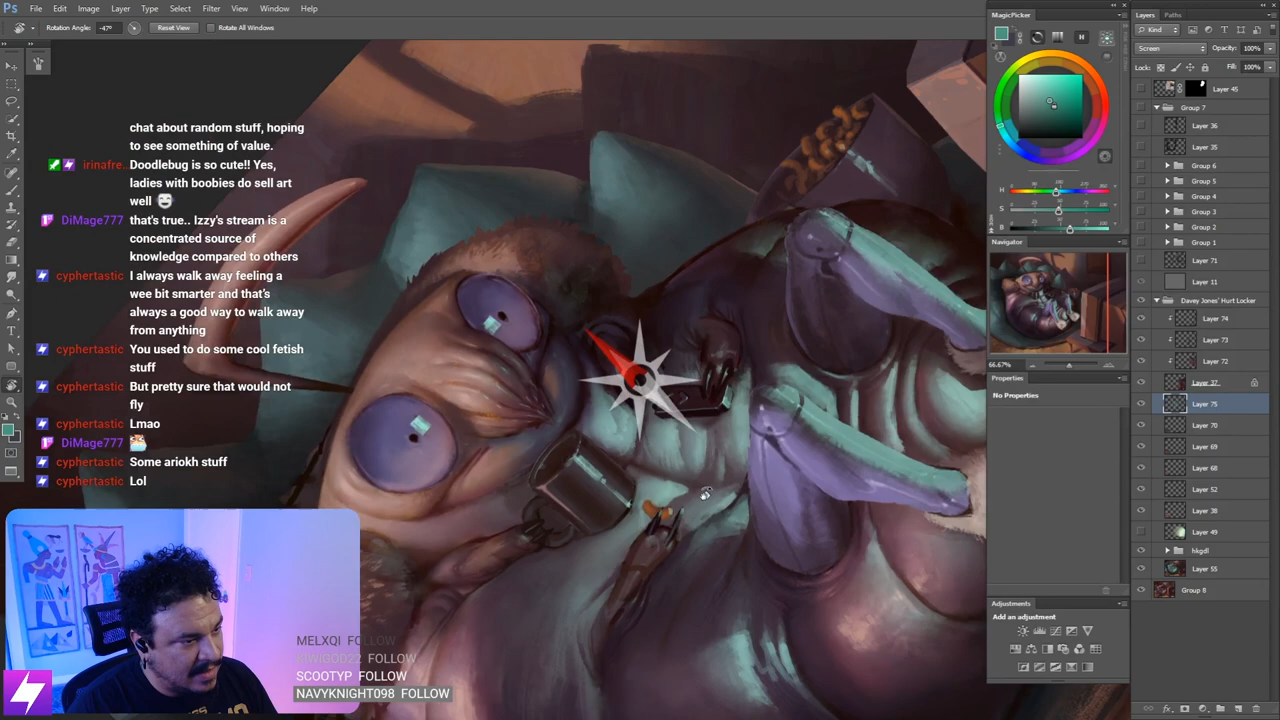 Ps File Edit Image Layer Type Select Filter View Window Help
Rotation Angle: -47° Reset View Rotate All Windows
chat about random stuff, hoping
to see something of value.
irinafre. Doodlebug is so cute!! Yes,
ladies with boobies do sell art
well
DiMage777 that's true.. Izzy's stream is a
concentrated source of
knowledge compared to others
cyphertastic I always walk away feeling a
wee bit smarter and that's
always a good way to walk away
from anything
cyphertastic You used to do some cool fetish
stuff
cyphertastic But pretty sure that would not
fly
cyphertastic Lmao
DiMage777
cyphertastic Some ariokh stuff
cyphertastic Lol
MELXQI FOLLOW
FOLLOW
SCOOTYP FOLLOW
NAVYKNIGHT098 FOLLOW
MagicPicker
H
H
S
B
Navigator
66.67%
Properties
No Properties
Adjustments
Add an adjustment
Layers Paths
Kind
Screen Opacity: 100%
Lock: Fill: 100%
Layer 45
Group 7
Layer 36
Layer 35
Group 6
Group 5
Group 4
Group 3
Group 2
Group 1
Layer 71
Layer 11
Davey Jones' Hurt Locker
Layer 74
Layer 73
Layer 72
Layer 37
Layer 75
Layer 70
Layer 69
Layer 68
Layer 52
Layer 38
Layer 49
hkgdl
Layer 55
Group 8